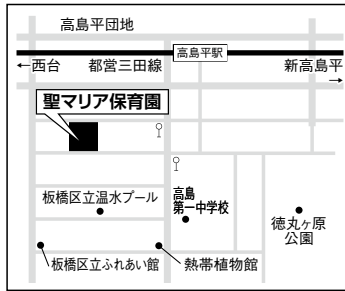 高島平団地
高島平駅
←西台
都営三田線
新高島平
→
聖マリア保育園
板橋区立温水プール
高島
第一中学校
徳丸ヶ原
公園
板橋区立ふれあい館
熱帯植物館